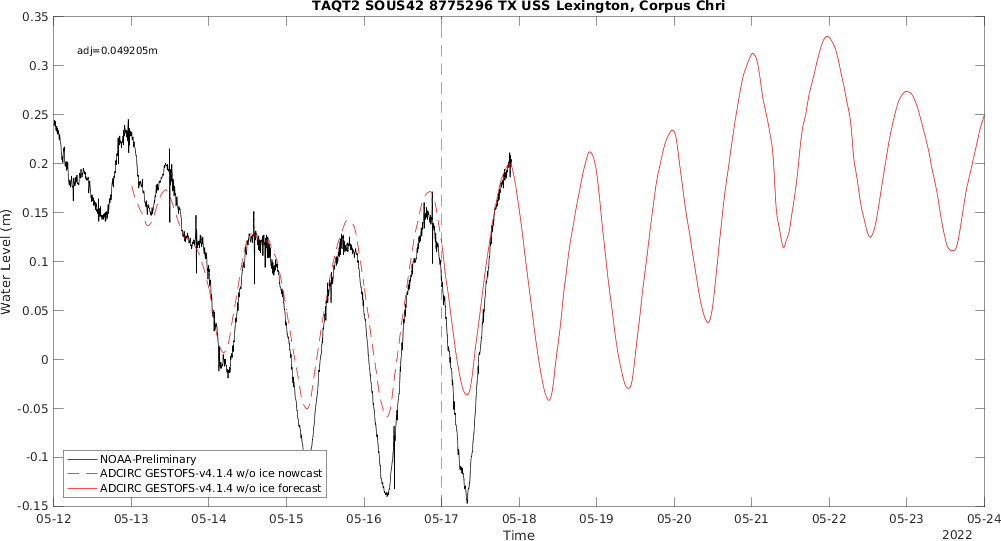 TAQT2 SOUS42 8775296 TX USS Lexington, Corpus Chri
adj=0.049205m
0.35
0.3
0.25
0.2
0.15
0.1
0.05
0
-0.05
-0.1
-0.15
Water Level (m)
NOAA-Preliminary
ADCIRC GESTOFS-v4.1.4 w/o ice nowcast
ADCIRC GESTOFS-v4.1.4 w/o ice forecast
05-12 05-13 05-14 05-15 05-16 05-17 05-18 05-19 05-20 05-21 05-22 05-23 05-24
Time
2022